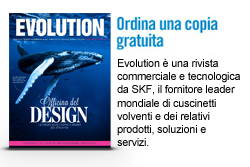 EVOLUTION
Officina del
DESIGN
Ordina una copia
gratuita
Evolution è una rivista
commerciale e tecnologica
da SKF, il fornitore leader
mondiale di cuscinetti
volventi e dei relativi
prodotti, soluzioni e
servizi.